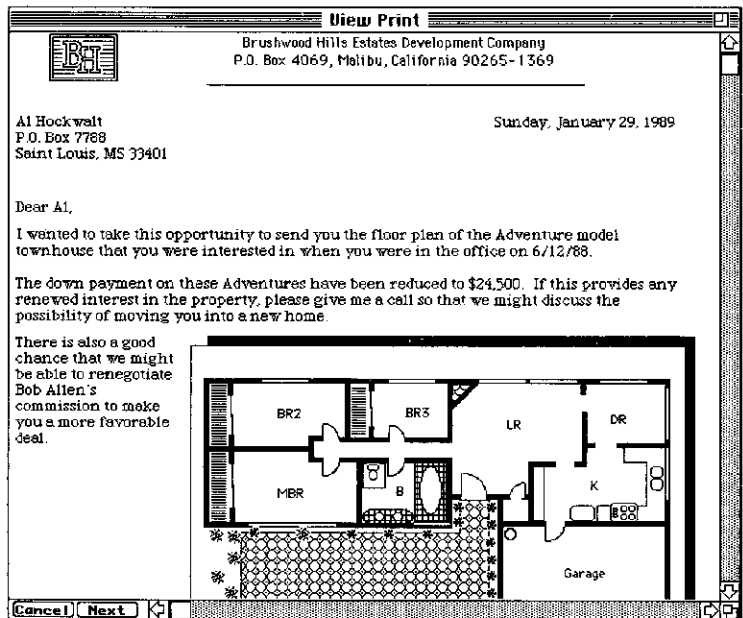 View Print
BH
Brushwood Hills Estates Development Company
P.O. Box 4069, Malibu, California 90265-1369
Al Hockwalt
P.O. Box 7788
Saint Louis, MS 33401
Sunday, January 29, 1989
Dear Al,
I wanted to take this opportunity to send you the floor plan of the Adventure model
townhouse that you were interested in when you were in the office on 6/12/88.
The down payment on these Adventures have been reduced to $24,500. If this provides any
renewed interest in the property, please give me a call so that we might discuss the
possibility of moving you into a new home.
There is also a good
chance that we might
be able to renegotiate
Bob Allen's
commission to make
you a more favorable
deal.
BR2
BR3
LR
DR
MBR
B
K
Garage
Cancel
Next